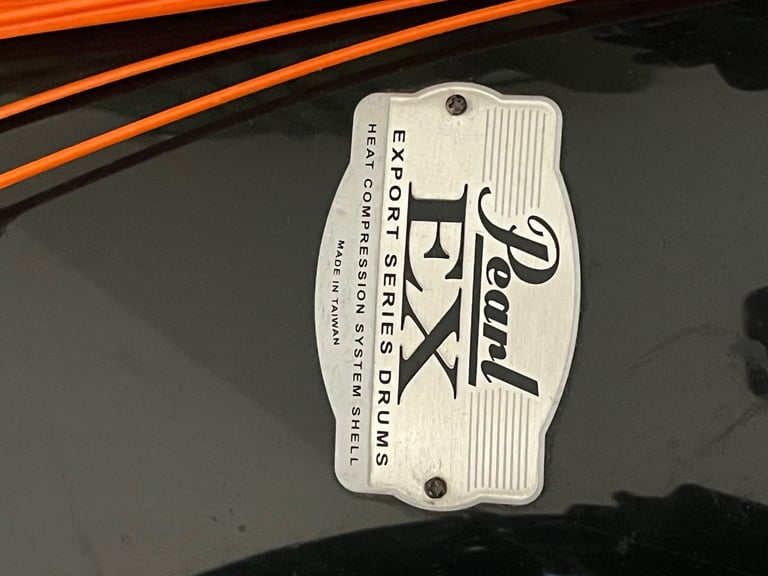 Pearl
EX
EXPORT SERIES DRUMS
HEAT COMPRESSION SYSTEM SHELL
MADE IN TAIWAN